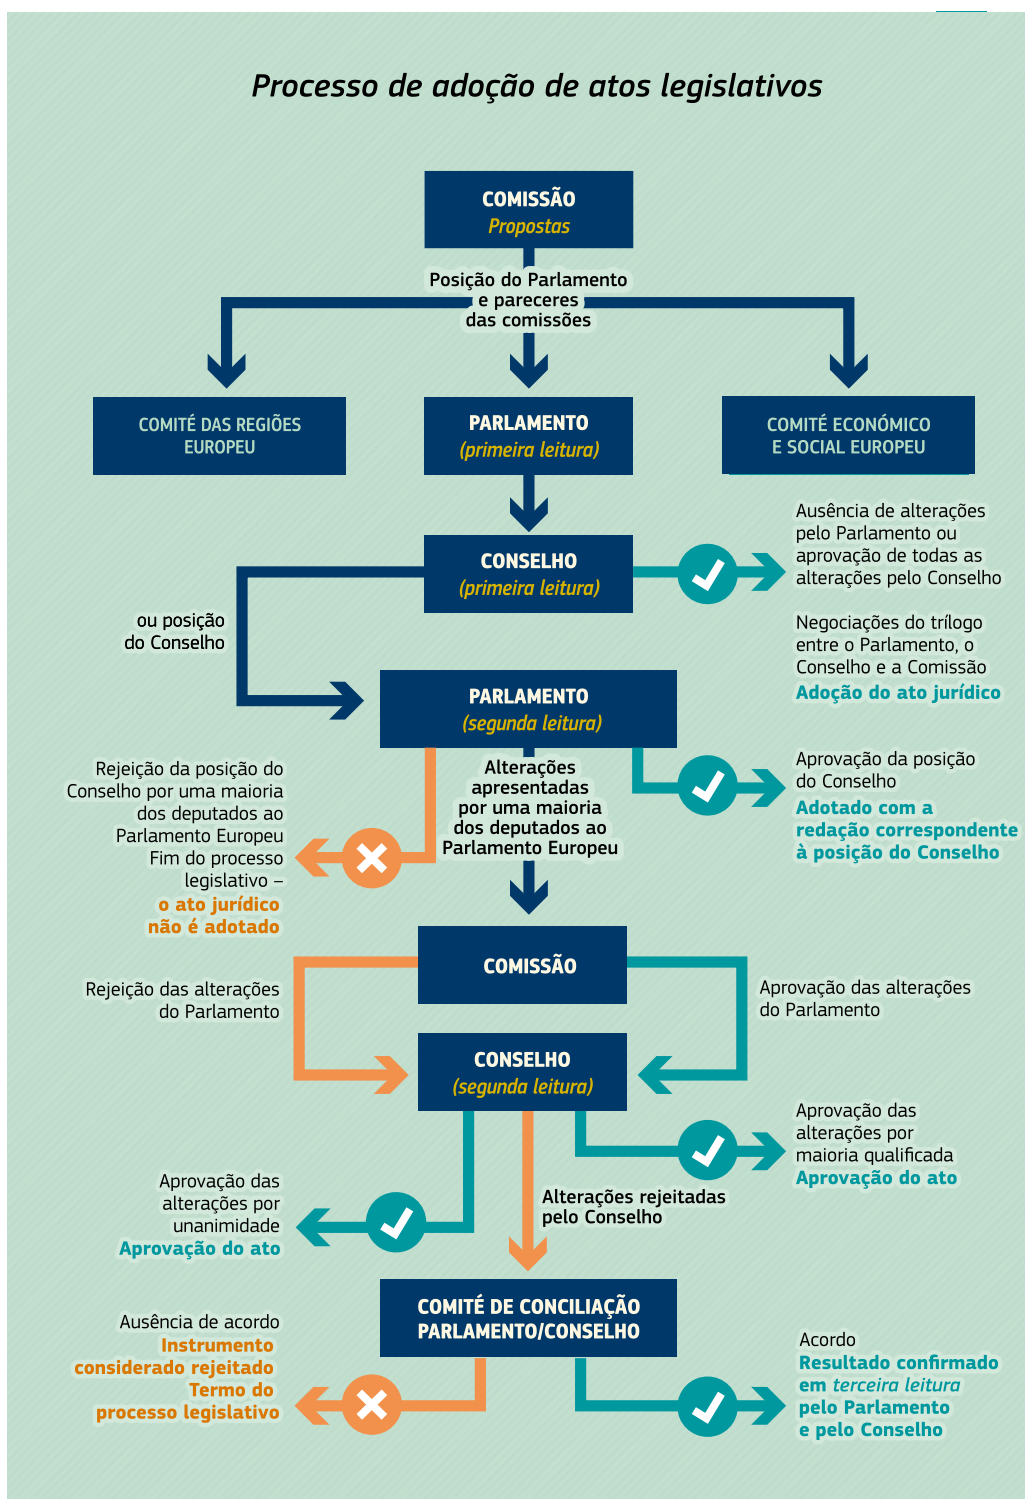 Processo de adoção de atos legislativos
COMISSÃO
Propostas
Posição do Parlamento
e pareceres
das comissões
COMITÉ DAS REGIÕES
EUROPEU
PARLAMENTO
(primeira leitura)
COMITÉ ECONÓMICO
E SOCIAL EUROPEU
CONSELHO
(primeira leitura)
Ausência de alterações
pelo Parlamento ou
aprovação de todas as
alterações pelo Conselho
Negociações do trílogo
entre o Parlamento, o
Conselho e a Comissão
Adoção do ato jurídico
ou posição
do Conselho
PARLAMENTO
(segunda leitura)
Rejeição da posição do
Conselho por uma maioria
dos deputados ao
Parlamento Europeu
Fim do processo
legislativo –
o ato jurídico
não é adotado
Alterações
apresentadas
por uma maioria
dos deputados ao
Parlamento Europeu
Aprovação da posição
do Conselho
Adotado com a
redação correspondente
à posição do Conselho
COMISSÃO
Rejeição das alterações
do Parlamento
Aprovação das alterações
do Parlamento
CONSELHO
(segunda leitura)
Aprovação das
alterações por
unanimidade
Aprovação do ato
Alterações rejeitadas
pelo Conselho
Aprovação das
alterações por
maioria qualificada
Aprovação do ato
COMITÉ DE CONCILIAÇÃO
PARLAMENTO/CONSELHO
Ausência de acordo
Instrumento
considerado rejeitado
Termo do
processo legislativo
Acordo
Resultado confirmado
em terceira leitura
pelo Parlamento
e pelo Conselho